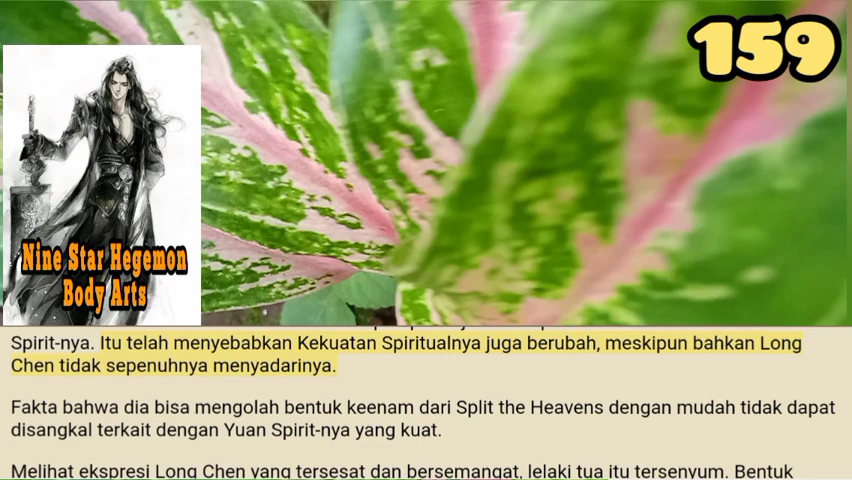 159
Nine Star Hegemon
Body Arts
Spirit-nya. Itu telah menyebabkan Kekuatan Spiritualnya juga berubah, meskipun bahkan Long
Chen tidak sepenuhnya menyadarinya.
Fakta bahwa dia bisa mengolah bentuk keenam dari Split the Heavens dengan mudah tidak dapat
disangkal terkait dengan Yuan Spirit-nya yang kuat.
Melihat ekspresi Long Chen yang tersesat dan bersemangat, lelaki tua itu tersenyum. Bentuk